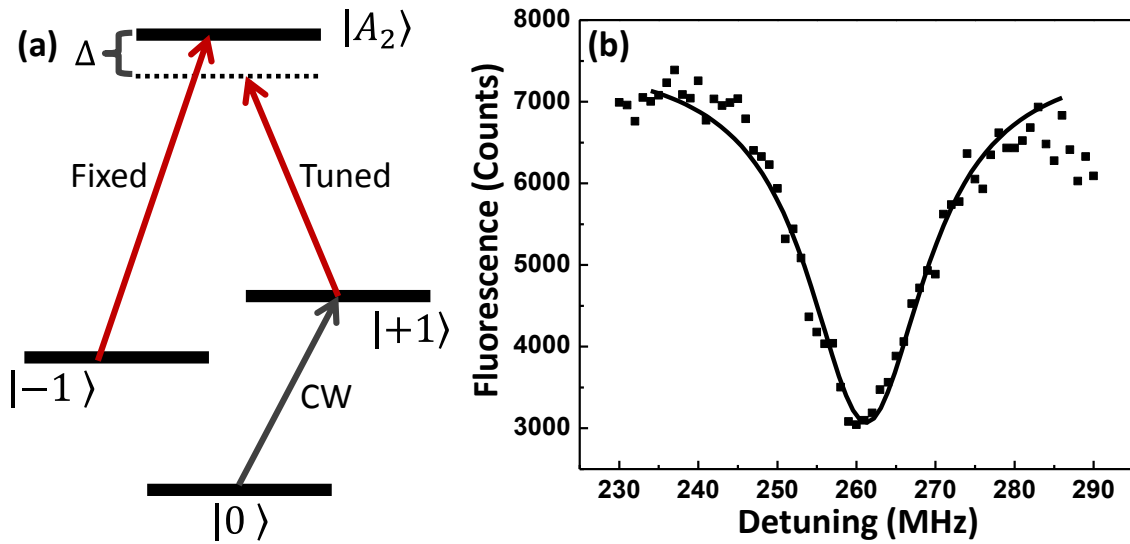 (a)
|A₂⟩
Δ
Fixed
Tuned
|+1⟩
|−1 ⟩
CW
|0 ⟩
(b)
Fluorescence (Counts)
8000
7000
6000
5000
4000
3000
230 240 250 260 270 280 290
Detuning (MHz)